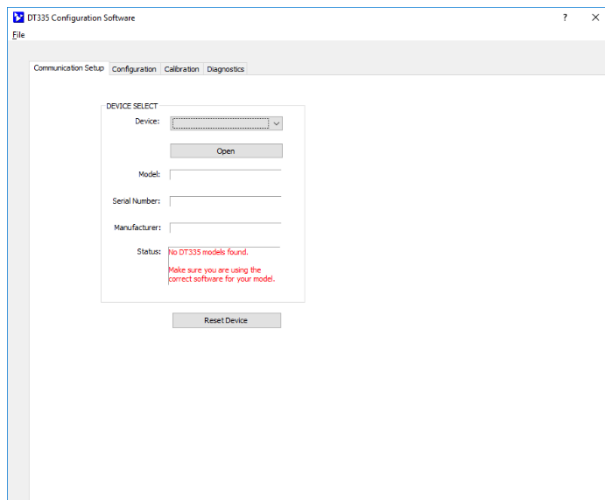 DT335 Configuration Software
? ×
File
Communication Setup Configuration Calibration Diagnostics
DEVICE SELECT
Device:
Open
Model:
Serial Number:
Manufacturer:
Status: No DT335 models found.
Make sure you are using the
correct software for your model.
Reset Device